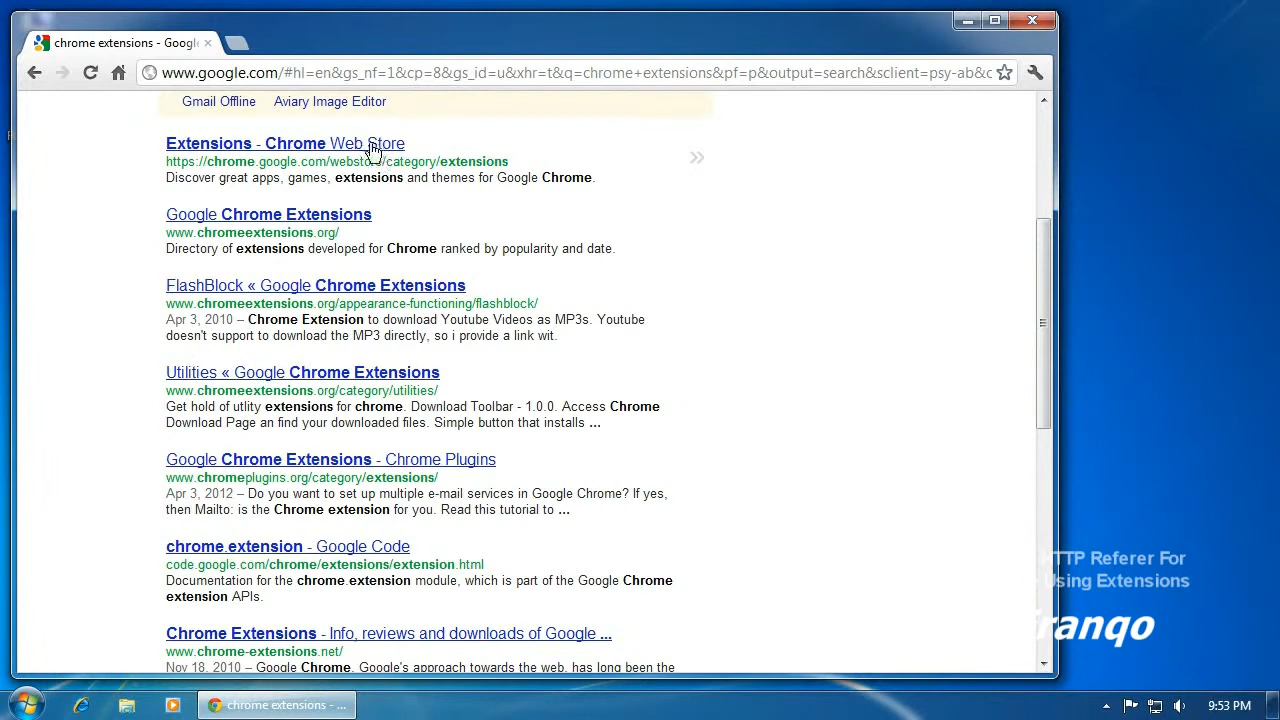 chrome extensions - Googl
www.google.com/#hl=en&gs_nf=1&cp=8&gs_id=u&xhr=t&q=chrome+extensions&pf=p&output=search&sclient=psy-ab&c
Gmail Offline Aviary Image Editor
Extensions - Chrome Web Store
https://chrome.google.com/webstore/category/extensions
Discover great apps, games, extensions and themes for Google Chrome.
Google Chrome Extensions
www.chromeextensions.org/
Directory of extensions developed for Chrome ranked by popularity and date.
FlashBlock « Google Chrome Extensions
www.chromeextensions.org/appearance-functioning/flashblock/
Apr 3, 2010 – Chrome Extension to download Youtube Videos as MP3s. Youtube
doesn't support to download the MP3 directly, so i provide a link wit.
Utilities « Google Chrome Extensions
www.chromeextensions.org/category/utilities/
Get hold of utlity extensions for chrome. Download Toolbar - 1.0.0. Access Chrome
Download Page an find your downloaded files. Simple button that installs ...
Google Chrome Extensions - Chrome Plugins
www.chromeplugins.org/category/extensions/
Apr 3, 2012 – Do you want to set up multiple e-mail services in Google Chrome? If yes,
then Mailto: is the Chrome extension for you. Read this tutorial to ...
chrome.extension - Google Code
code.google.com/chrome/extensions/extension.html
Documentation for the chrome.extension module, which is part of the Google Chrome
extension APIs.
HTTP Referer For
Using Extensions
franqo
Chrome Extensions - Info, reviews and downloads of Google ...
www.chrome-extensions.net/
Nov 18, 2010 – Google Chrome. Google's approach towards the web, has long been the
chrome extensions - ...
9:53 PM